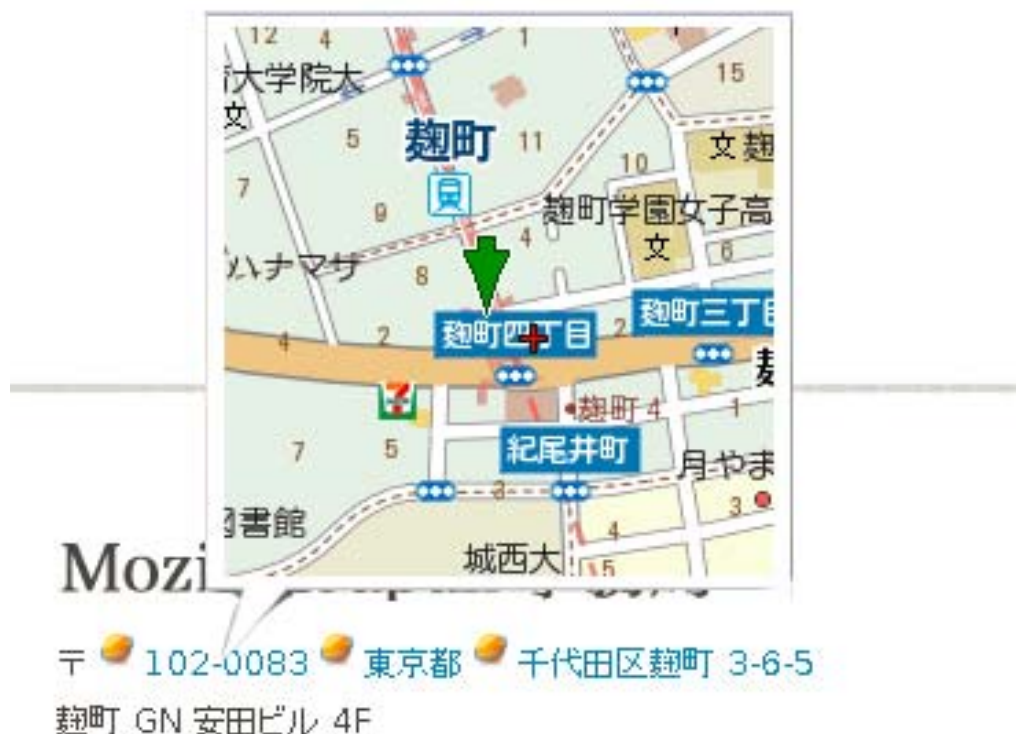 12 4 1
大学院大
15
文
5
麹町
11
10
文 麹
7
9
麹町学園女子高
4
文
6
ハナマサ
8
4
2
麹町四丁目
2
麹町三丁目
7
麹町 4
1
7
5
紀尾井町
月やま
3
3
書館
4
城西大
5
Mozi
〒 102-0083 東京都 千代田区麹町 3-6-5
麹町 GN 安田ビル 4F